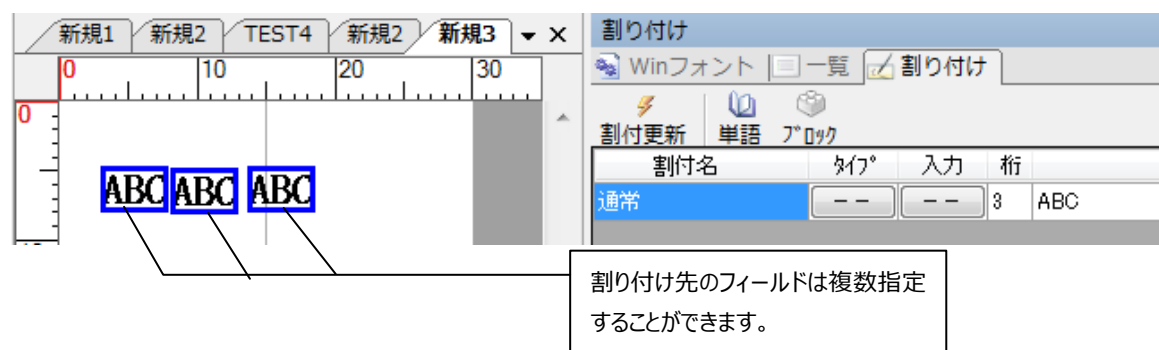 新規1 新規2 TEST4 新規2 新規3
0 10 20 30
0
ABC ABC ABC
割り付け
Winフォント 一覧 割り付け
割付更新 単語 ブロック
割付名 タイプ 入力 桁
通常 -- -- 3 ABC
割り付け先のフィールドは複数指定
することができます。